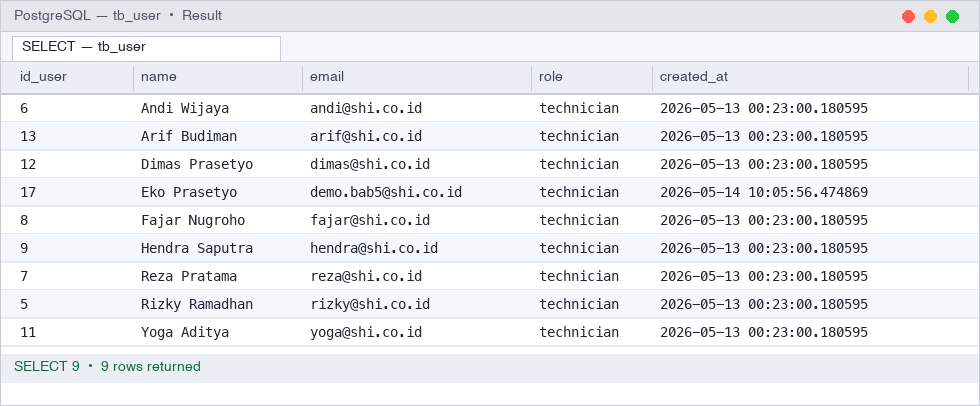 PostgreSQL — tb_user • Result
SELECT — tb_user
id_user name email role created_at
6 Andi Wijaya andi@shi.co.id technician 2026-05-13 00:23:00.180595
13 Arif Budiman arif@shi.co.id technician 2026-05-13 00:23:00.180595
12 Dimas Prasetyo dimas@shi.co.id technician 2026-05-13 00:23:00.180595
17 Eko Prasetyo demo.bab5@shi.co.id technician 2026-05-14 10:05:56.474869
8 Fajar Nugroho fajar@shi.co.id technician 2026-05-13 00:23:00.180595
9 Hendra Saputra hendra@shi.co.id technician 2026-05-13 00:23:00.180595
7 Reza Pratama reza@shi.co.id technician 2026-05-13 00:23:00.180595
5 Rizky Ramadhan rizky@shi.co.id technician 2026-05-13 00:23:00.180595
11 Yoga Aditya yoga@shi.co.id technician 2026-05-13 00:23:00.180595
SELECT 9 • 9 rows returned